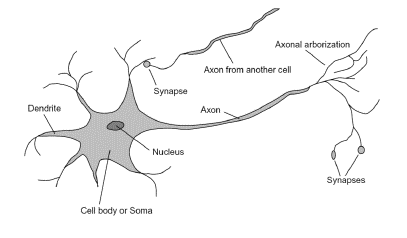 Axonal arborization
Axon from another cell
Synapse
Dendrite
Axon
Nucleus
Synapses
Cell body or Soma